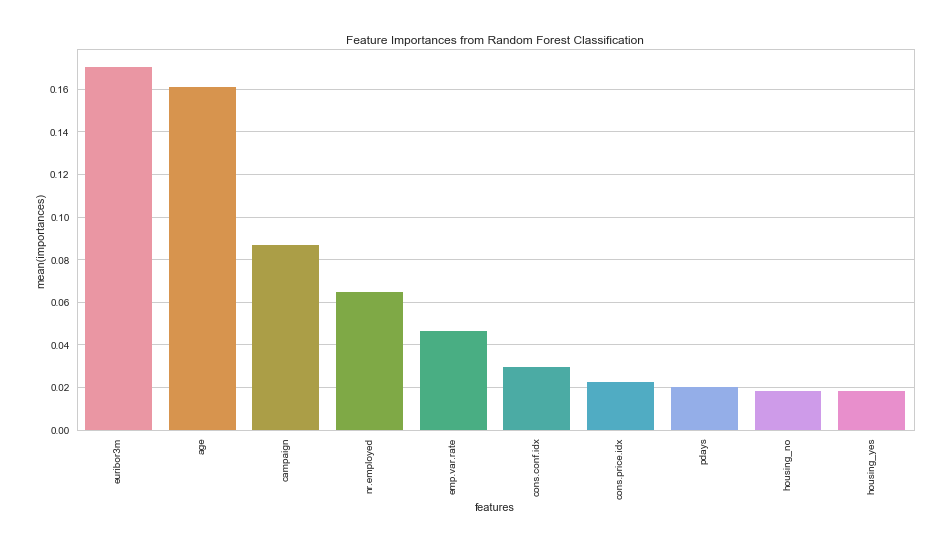 Feature Importances from Random Forest Classification
mean(importances)
0.16
0.14
0.12
0.10
0.08
0.06
0.04
0.02
0.00
euribor3m
age
campaign
nr.employed
emp.var.rate
cons.conf.idx
cons.price.idx
pdays
housing_no
housing_yes
features